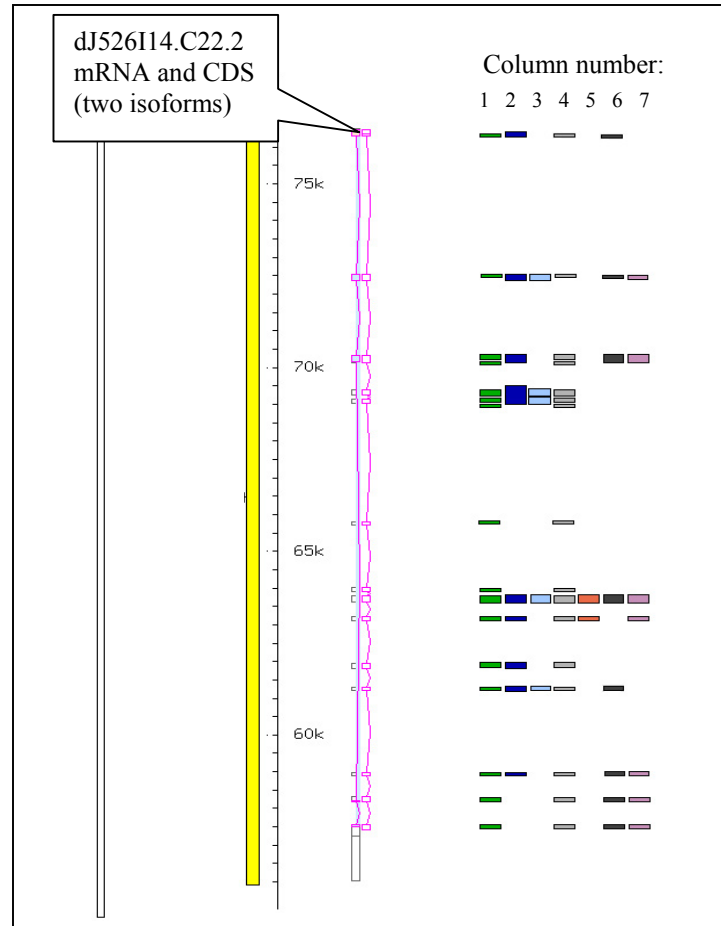 dJ526I14.C22.2
mRNA and CDS
(two isoforms)
Column number:
1 2 3 4 5 6 7
75k
70k
65k
60k